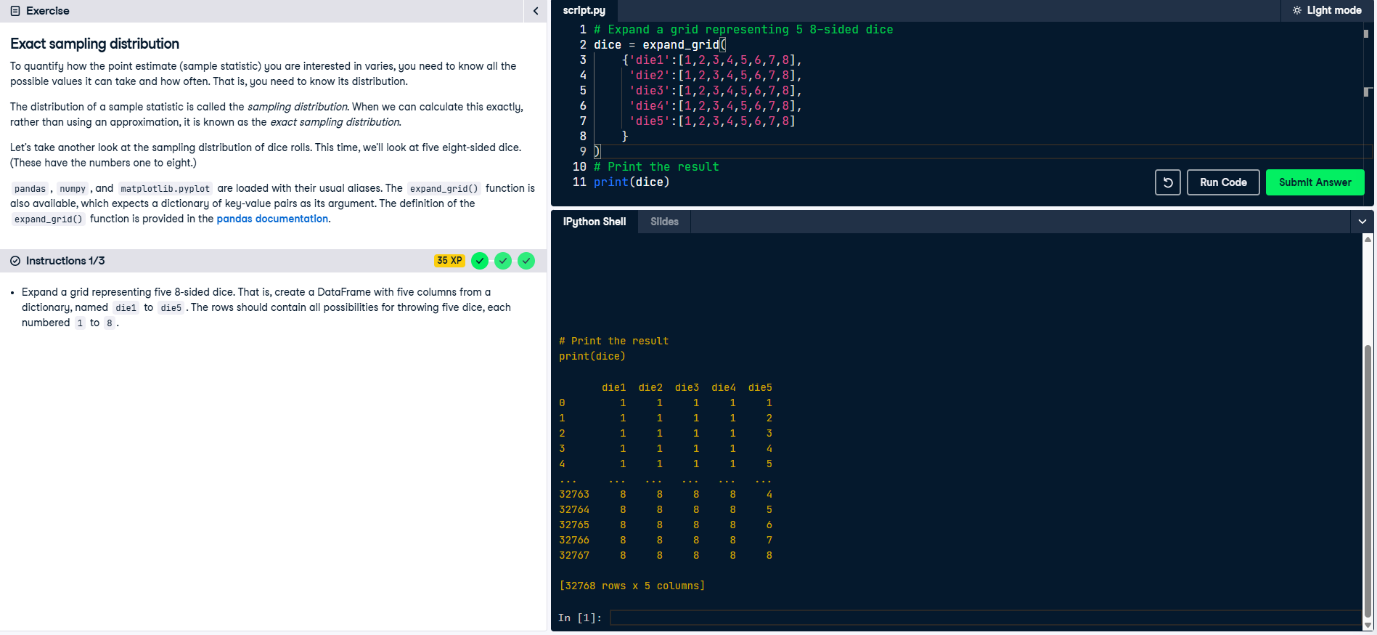 Exercise
Exact sampling distribution
To quantify how the point estimate (sample statistic) you are interested in varies, you need to know all the
possible values it can take and how often. That is, you need to know its distribution.
The distribution of a sample statistic is called the sampling distribution. When we can calculate this exactly,
rather than using an approximation, it is known as the exact sampling distribution.
Let's take another look at the sampling distribution of dice rolls. This time, we'll look at five eight-sided dice.
(These have the numbers one to eight.)
pandas , numpy , and matplotlib.pyplot are loaded with their usual aliases. The expand_grid() function is
also available, which expects a dictionary of key-value pairs as its argument. The definition of the
expand_grid() function is provided in the pandas documentation.
Instructions 1/3
35 XP
• Expand a grid representing five 8-sided dice. That is, create a DataFrame with five columns from a
dictionary, named die1 to die5 . The rows should contain all possibilities for throwing five dice, each
numbered 1 to 8 .
script.py
Light mode
1 # Expand a grid representing 5 8-sided dice
2 dice = expand_grid(
3     {'die1':[1,2,3,4,5,6,7,8],
4      'die2':[1,2,3,4,5,6,7,8],
5      'die3':[1,2,3,4,5,6,7,8],
6      'die4':[1,2,3,4,5,6,7,8],
7      'die5':[1,2,3,4,5,6,7,8]
8     }
9 )
10 # Print the result
11 print(dice)
Run Code
Submit Answer
IPython Shell
Slides
# Print the result
print(dice)
       die1  die2  die3  die4  die5
0         1     1     1     1     1
1         1     1     1     1     2
2         1     1     1     1     3
3         1     1     1     1     4
4         1     1     1     1     5
...     ...   ...   ...   ...   ...
32763     8     8     8     8     4
32764     8     8     8     8     5
32765     8     8     8     8     6
32766     8     8     8     8     7
32767     8     8     8     8     8
[32768 rows x 5 columns]
In [1]: